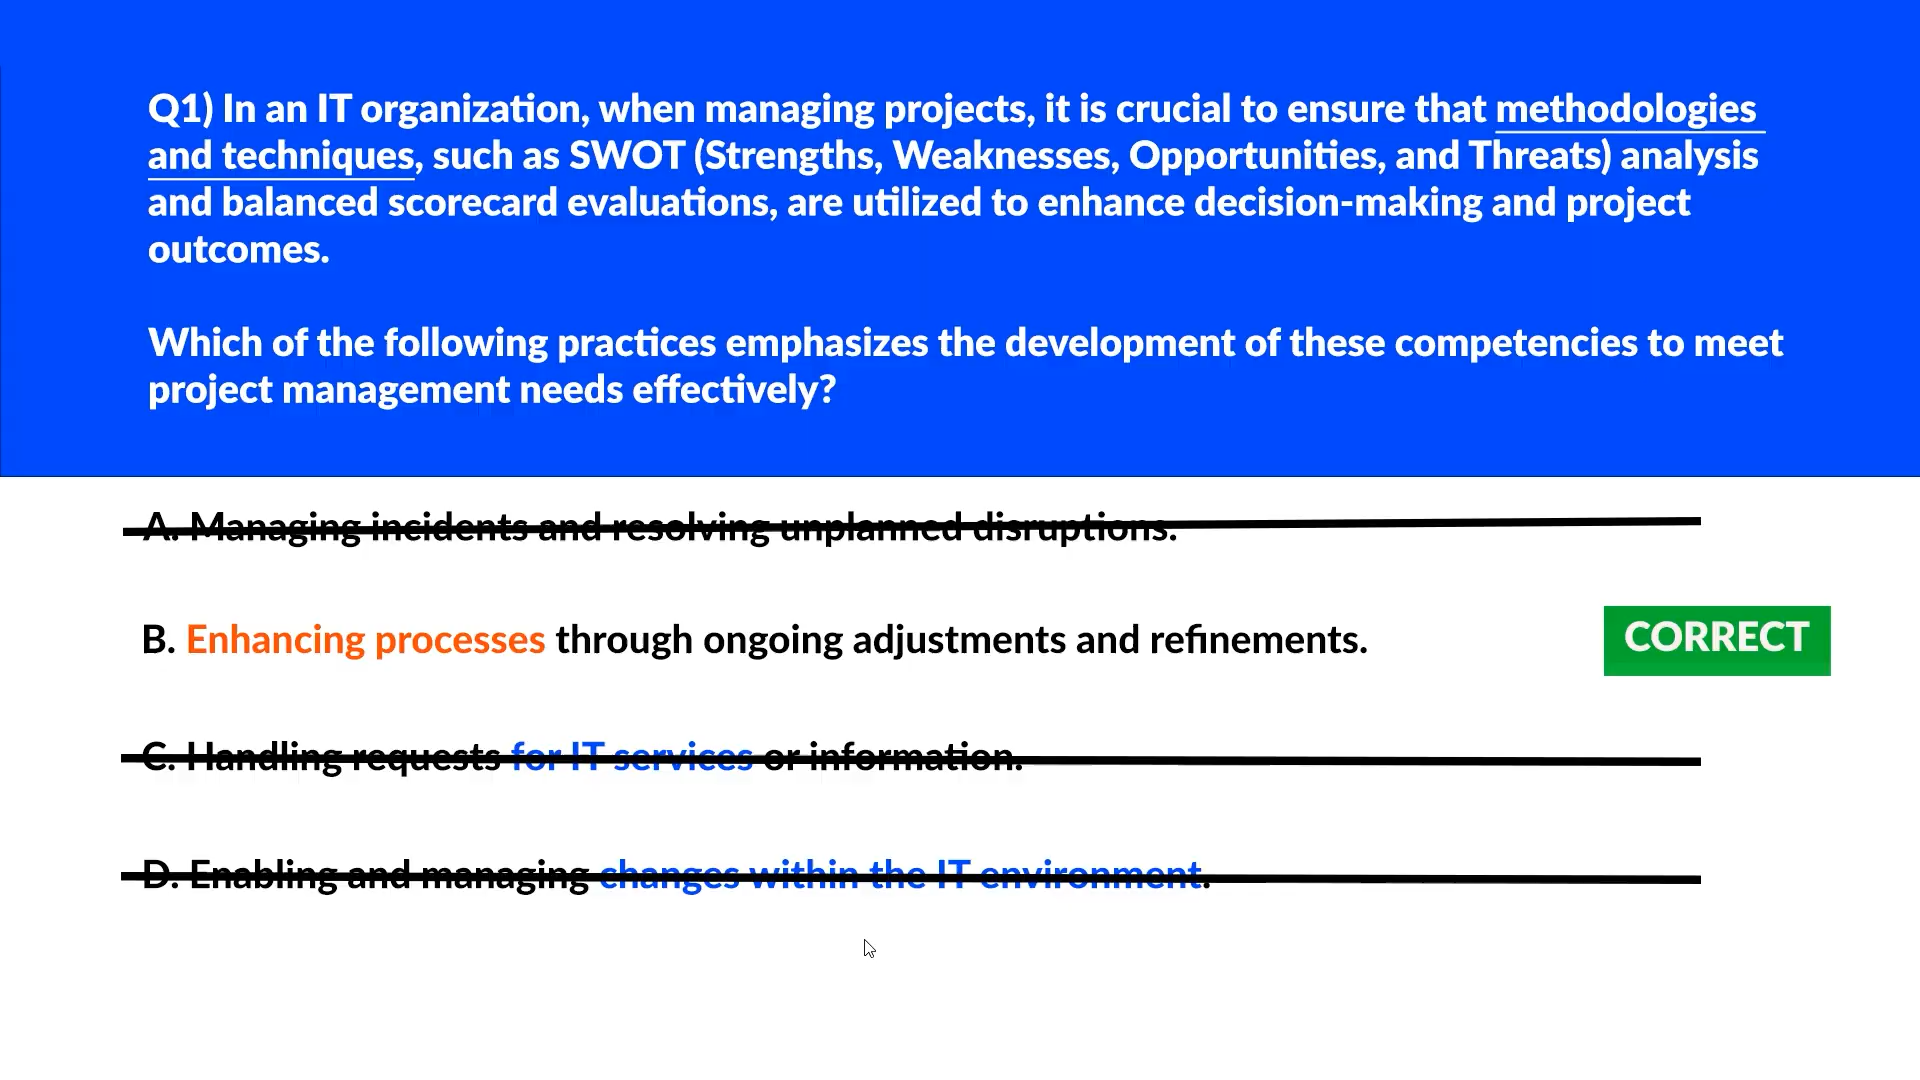 Q1) In an IT organization, when managing projects, it is crucial to ensure that methodologies
and techniques, such as SWOT (Strengths, Weaknesses, Opportunities, and Threats) analysis
and balanced scorecard evaluations, are utilized to enhance decision-making and project
outcomes.
Which of the following practices emphasizes the development of these competencies to meet
project management needs effectively?
A. Managing incidents and resolving unplanned disruptions.
B. Enhancing processes through ongoing adjustments and refinements.
CORRECT
C. Handling requests for IT services or information.
D. Enabling and managing changes within the IT environment.